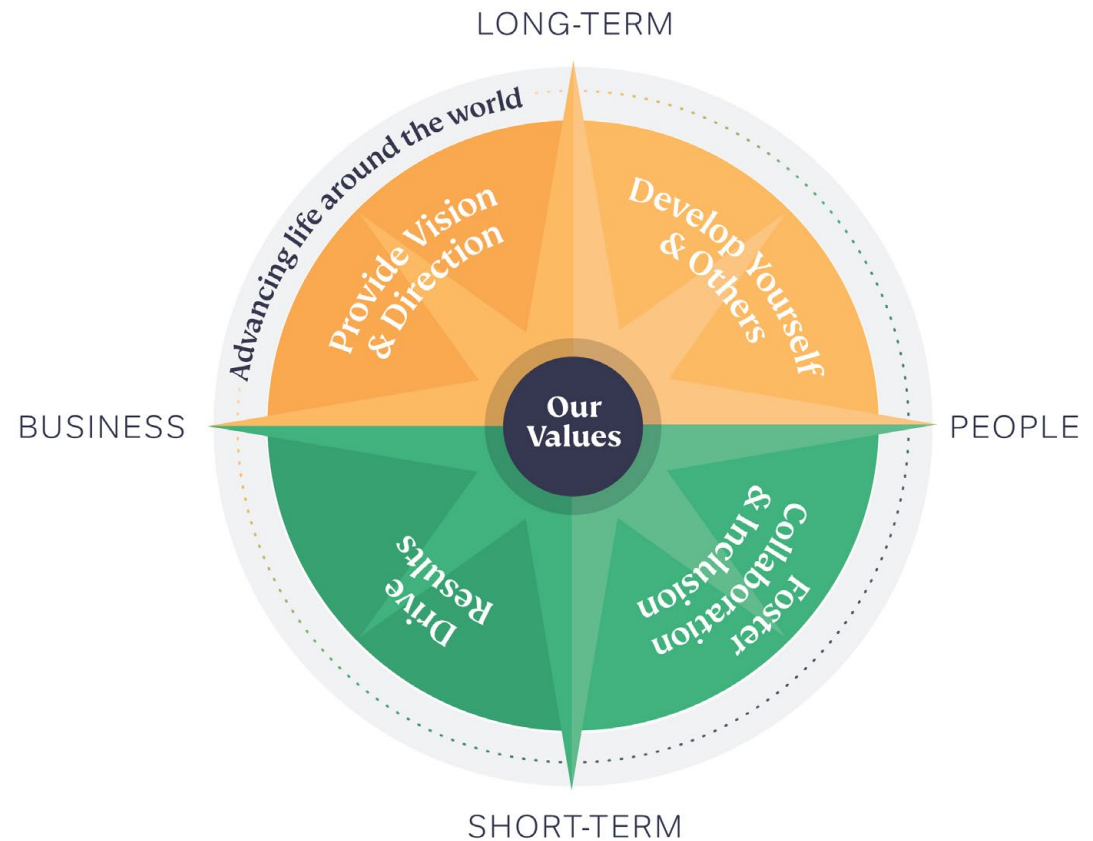 LONG-TERM
Advancing life around the world
Provide Vision
& Direction
Develop Yourself
& Others
BUSINESS
Our
Values
PEOPLE
Drive
Results
Foster
Collaboration
& Inclusion
SHORT-TERM